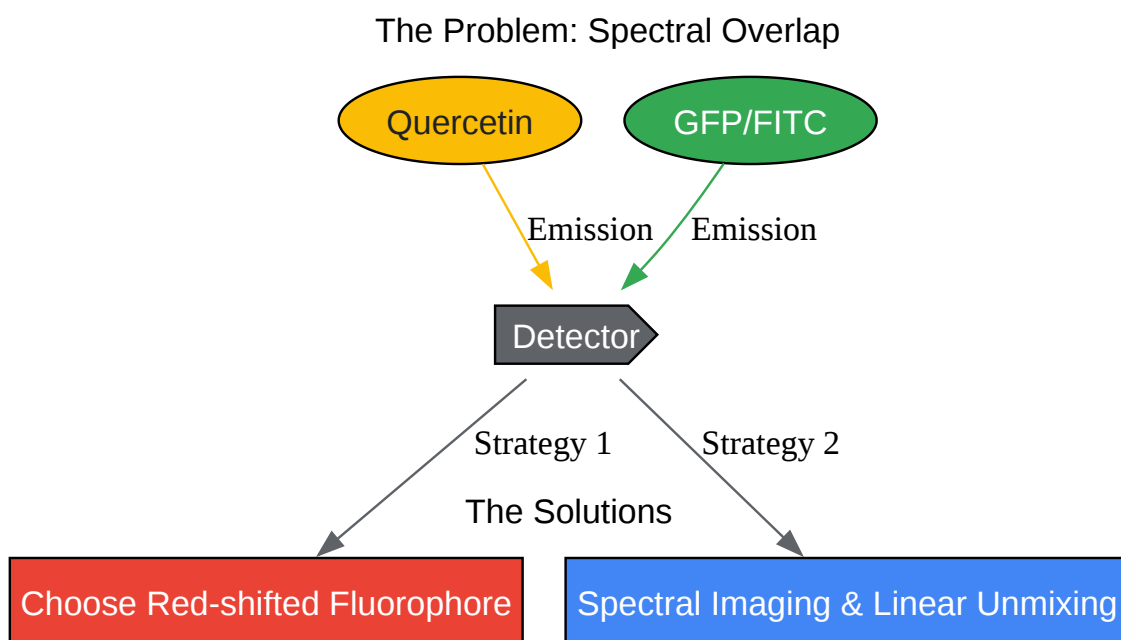 The Problem: Spectral Overlap
Quercetin
GFP/FITC
Emission
Emission
Detector
Strategy 1
Strategy 2
The Solutions
Choose Red-shifted Fluorophore
Spectral Imaging & Linear Unmixing